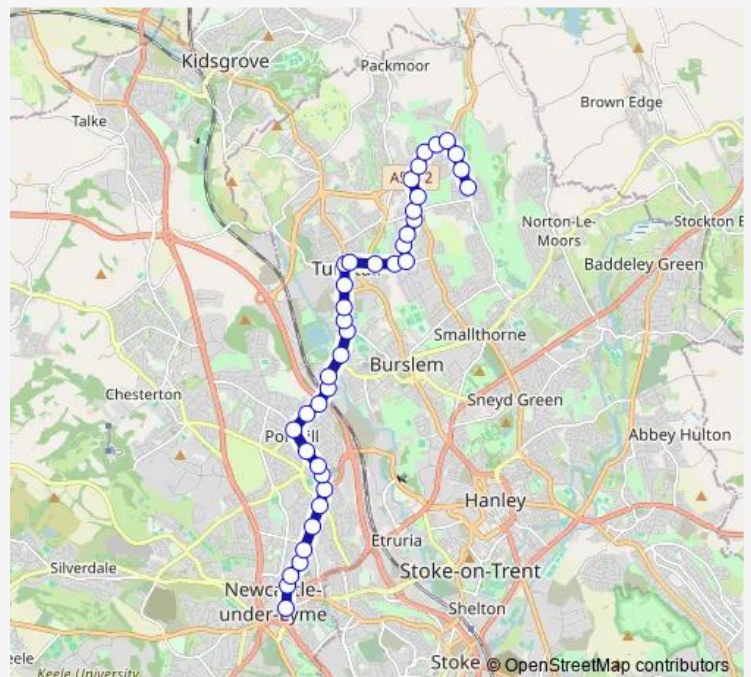 Kidsgrove
Packmoor
Brown Edge
Talke
Norton-Le-
Moors
Stockton
Baddeley Green
Smallthorne
Burslem
Chesterton
Sneyd Green
Abbey Hulton
Hanley
Etruria
Silverdale
Stoke-on-Trent
under-Lyme
Shelton
Stoke
Keele University
© OpenStreetMap contributors